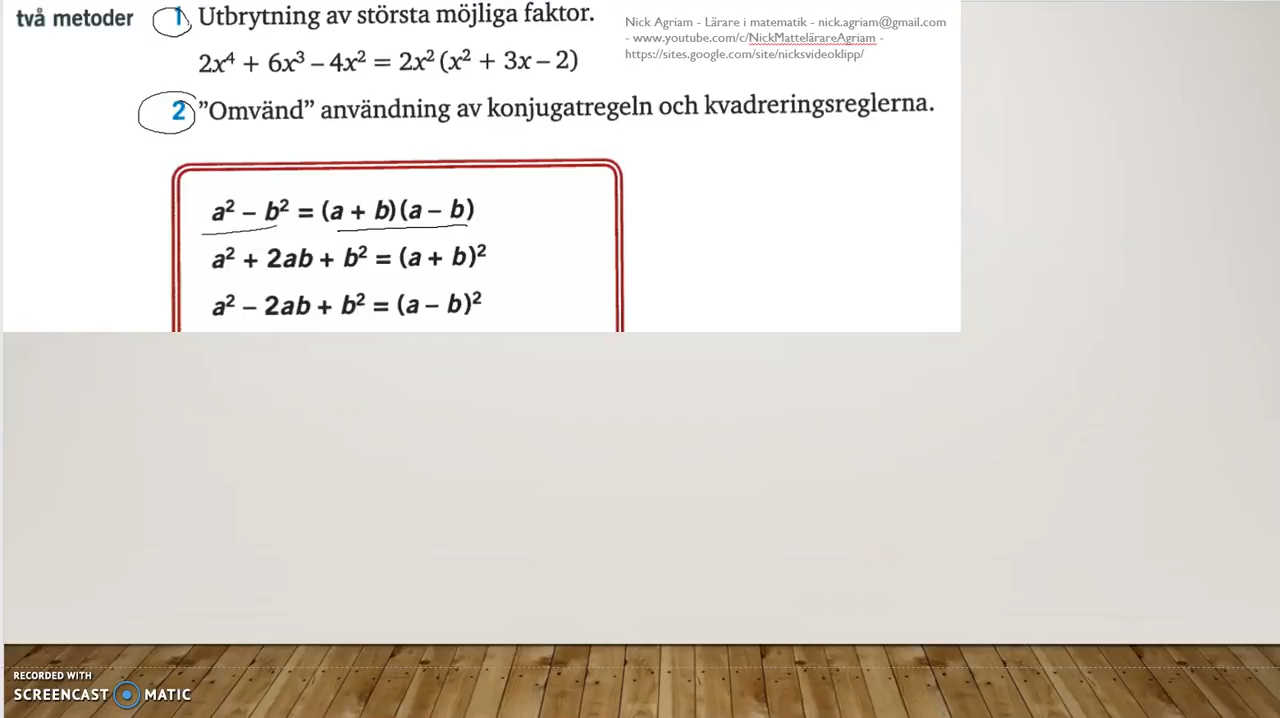 två metoder 1 Utbrytning av största möjliga faktor.
2x⁴ + 6x³ – 4x² = 2x² (x² + 3x – 2)
2 ”Omvänd” användning av konjugatregeln och kvadreringsreglerna.
Nick Agriam - Lärare i matematik - nick.agriam@gmail.com
- www.youtube.com/c/NickMattelärareAgriam -
https://sites.google.com/site/nicksvideoklipp/
a² – b² = (a + b)(a – b)
a² + 2ab + b² = (a + b)²
a² – 2ab + b² = (a – b)²
RECORDED WITH
SCREENCAST MATIC